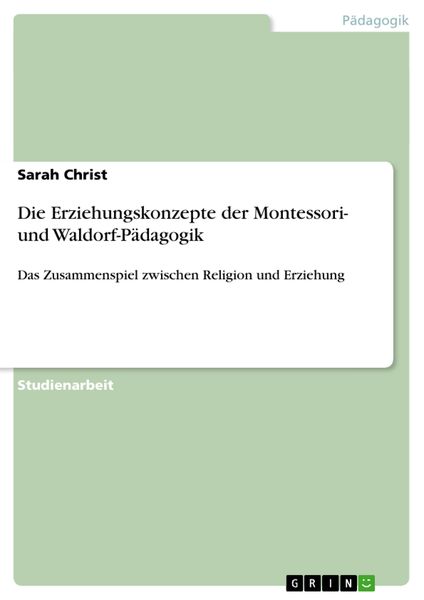 Pädagogik
Sarah Christ
Die Erziehungskonzepte der Montessori-
und Waldorf-Pädagogik
Das Zusammenspiel zwischen Religion und Erziehung
Studienarbeit
GRIN